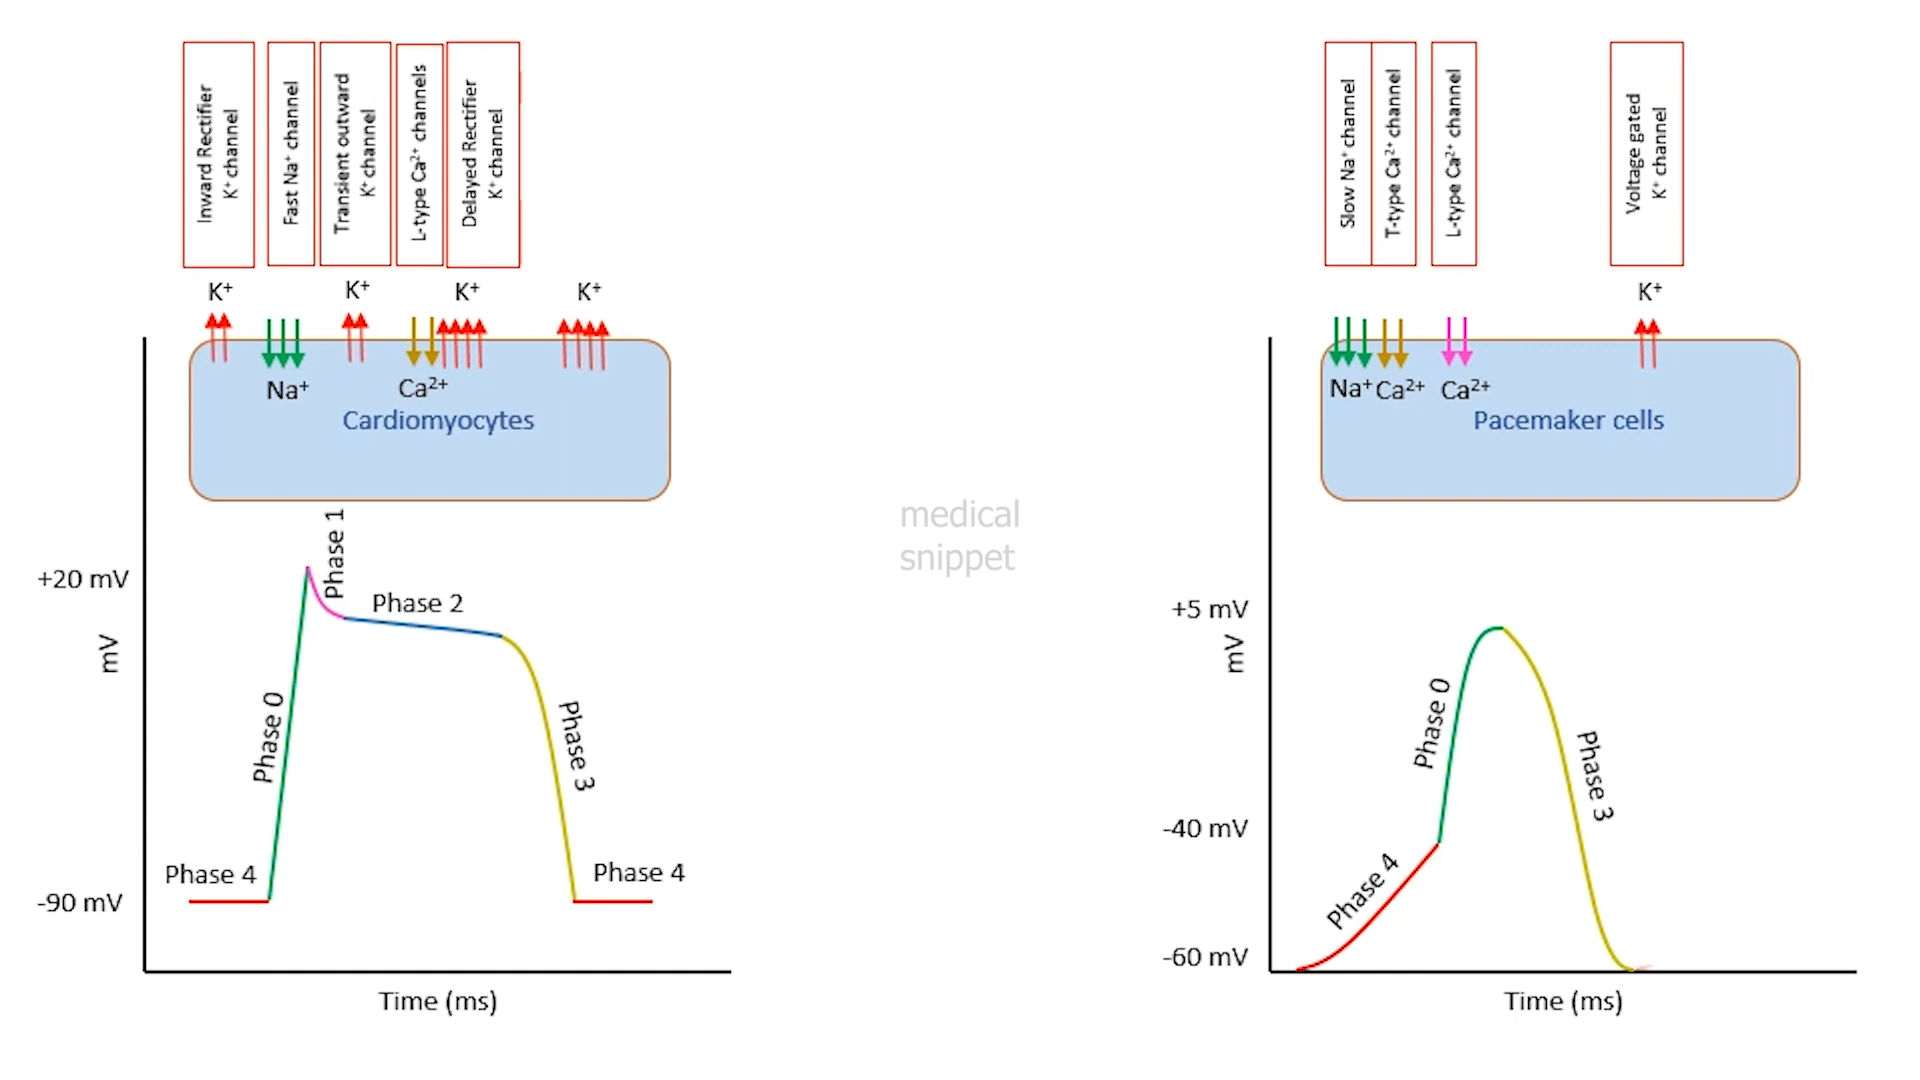 Inward Rectifier
K⁺ channel
Fast Na⁺ channel
Transient outward
K⁺ channel
L-type Ca²⁺ channels
Delayed Rectifier
K⁺ channel
K⁺
K⁺
K⁺
K⁺
Na⁺
Ca²⁺
Cardiomyocytes
+20 mV
mV
-90 mV
Phase 4
Phase 0
Phase 1
Phase 2
Phase 3
Phase 4
Time (ms)
medical
snippet
Slow Na⁺ channel
T-type Ca²⁺ channel
L-type Ca²⁺ channel
Voltage gated
K⁺ channel
K⁺
Na⁺
Ca²⁺
Ca²⁺
Pacemaker cells
+5 mV
mV
-40 mV
-60 mV
Phase 4
Phase 0
Phase 3
Time (ms)